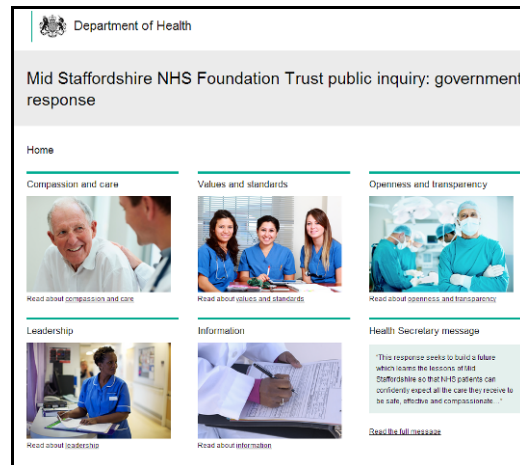 Department of Health
Mid Staffordshire NHS Foundation Trust public inquiry: government
response
Home
Compassion and care
Values and standards
Openness and transparency
Read about compassion and care
Read about values and standards
Read about openness and transparency
Leadership
Information
Health Secretary message
"This response seeks to build a future
which learns the lessons of Mid
Staffordshire so that NHS patients can
confidently expect all the care they receive to
be safe, effective and compassionate..."
Read the full message
Read about leadership
Read about information